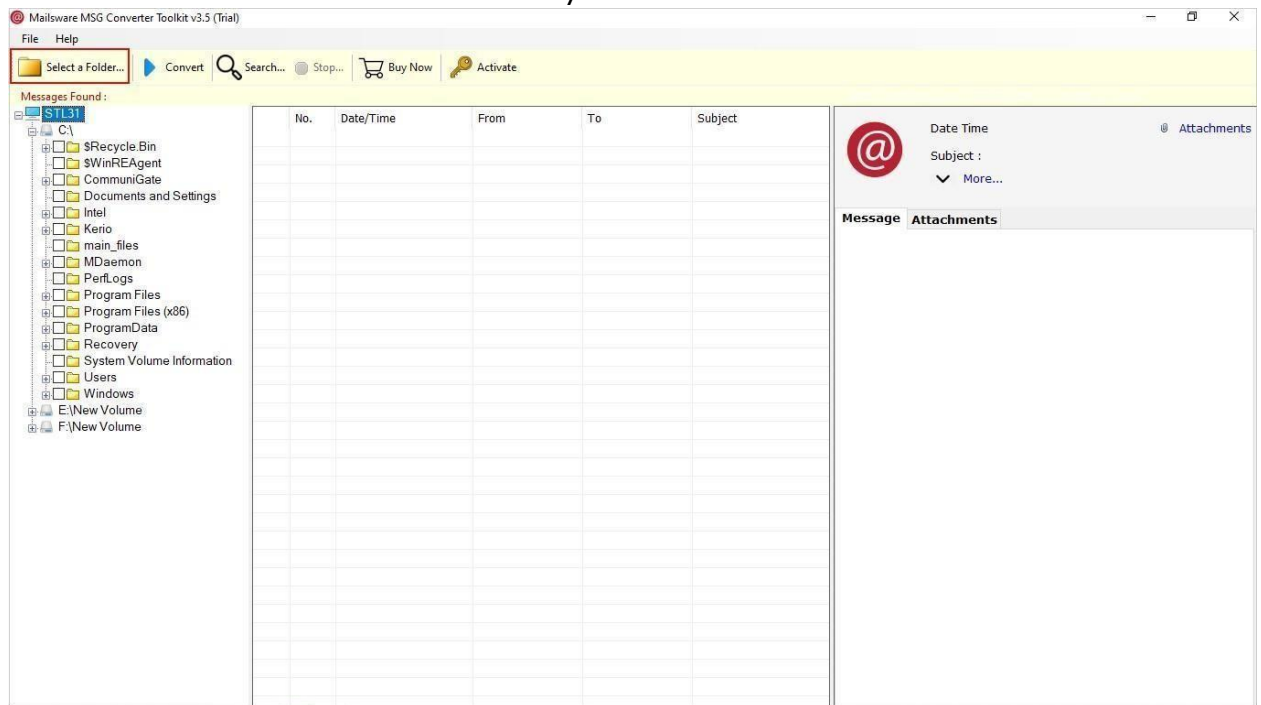 y
Mailsware MSG Converter Toolkit v3.5 (Trial)
File Help
Select a Folder... Convert Search... Stop... Buy Now Activate
Messages Found :
STL31
C:\
$Recycle.Bin
$WinREAgent
CommuniGate
Documents and Settings
Intel
Kerio
main_files
MDaemon
PerfLogs
Program Files
Program Files (x86)
ProgramData
Recovery
System Volume Information
Users
Windows
E:\New Volume
F:\New Volume
No. Date/Time From To Subject
Date Time Attachments
Subject :
More...
Message Attachments